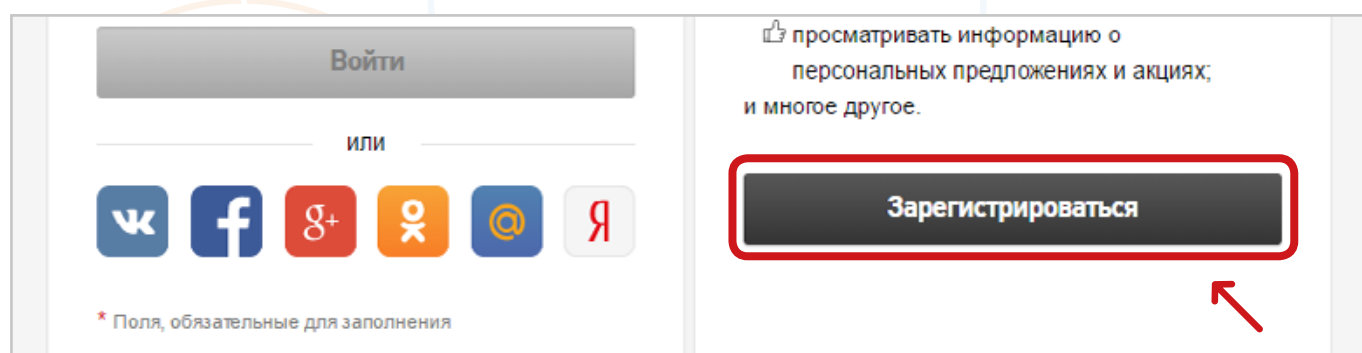 Войти
или
g+
@
Я
* Поля, обязательные для заполнения
просматривать информацию о
персональных предложениях и акциях;
и многое другое.
Зарегистрироваться